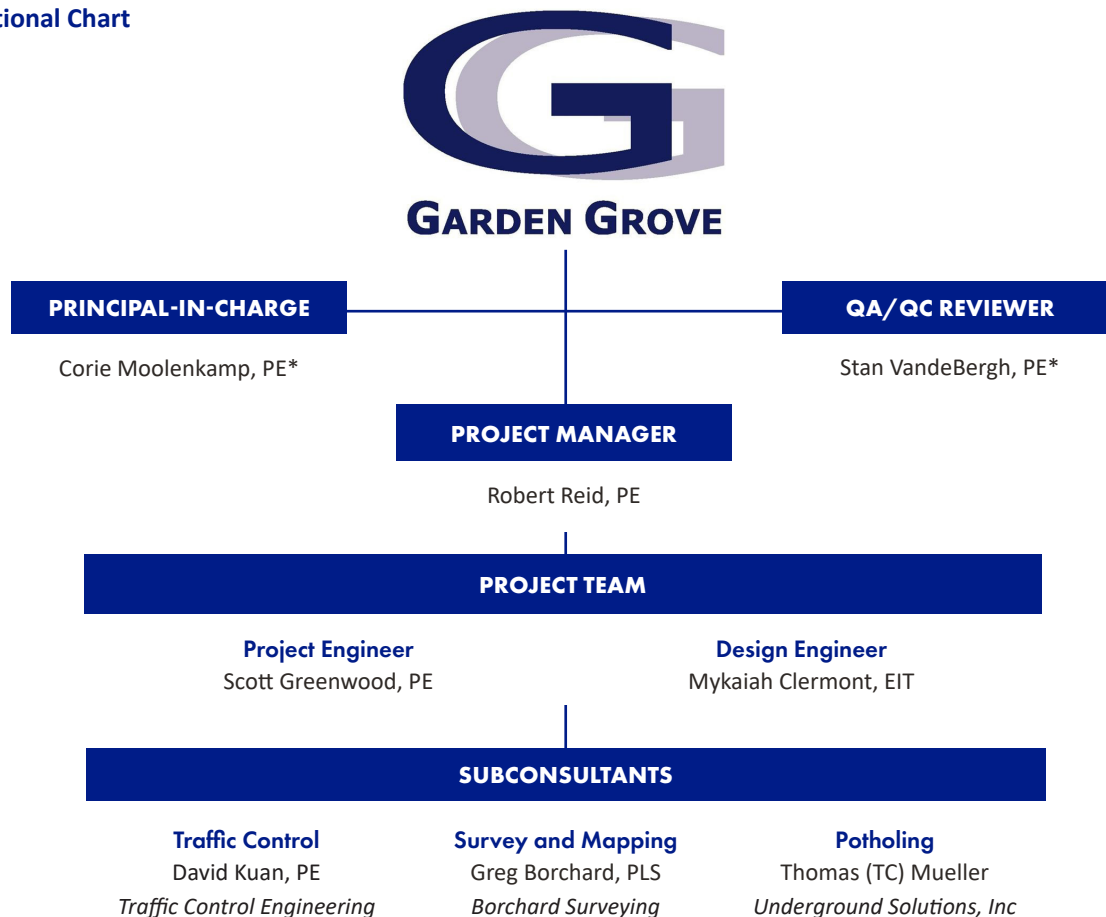 tional Chart
GG
GARDEN GROVE
PRINCIPAL-IN-CHARGE
QA/QC REVIEWER
Corie Moolenkamp, PE*
Stan VandeBergh, PE*
PROJECT MANAGER
Robert Reid, PE
PROJECT TEAM
Project Engineer
Design Engineer
Scott Greenwood, PE
Mykaiah Clermont, EIT
SUBCONSULTANTS
Traffic Control
Survey and Mapping
Potholing
David Kuan, PE
Greg Borchard, PLS
Thomas (TC) Mueller
Traffic Control Engineering
Borchard Surveying
Underground Solutions, Inc